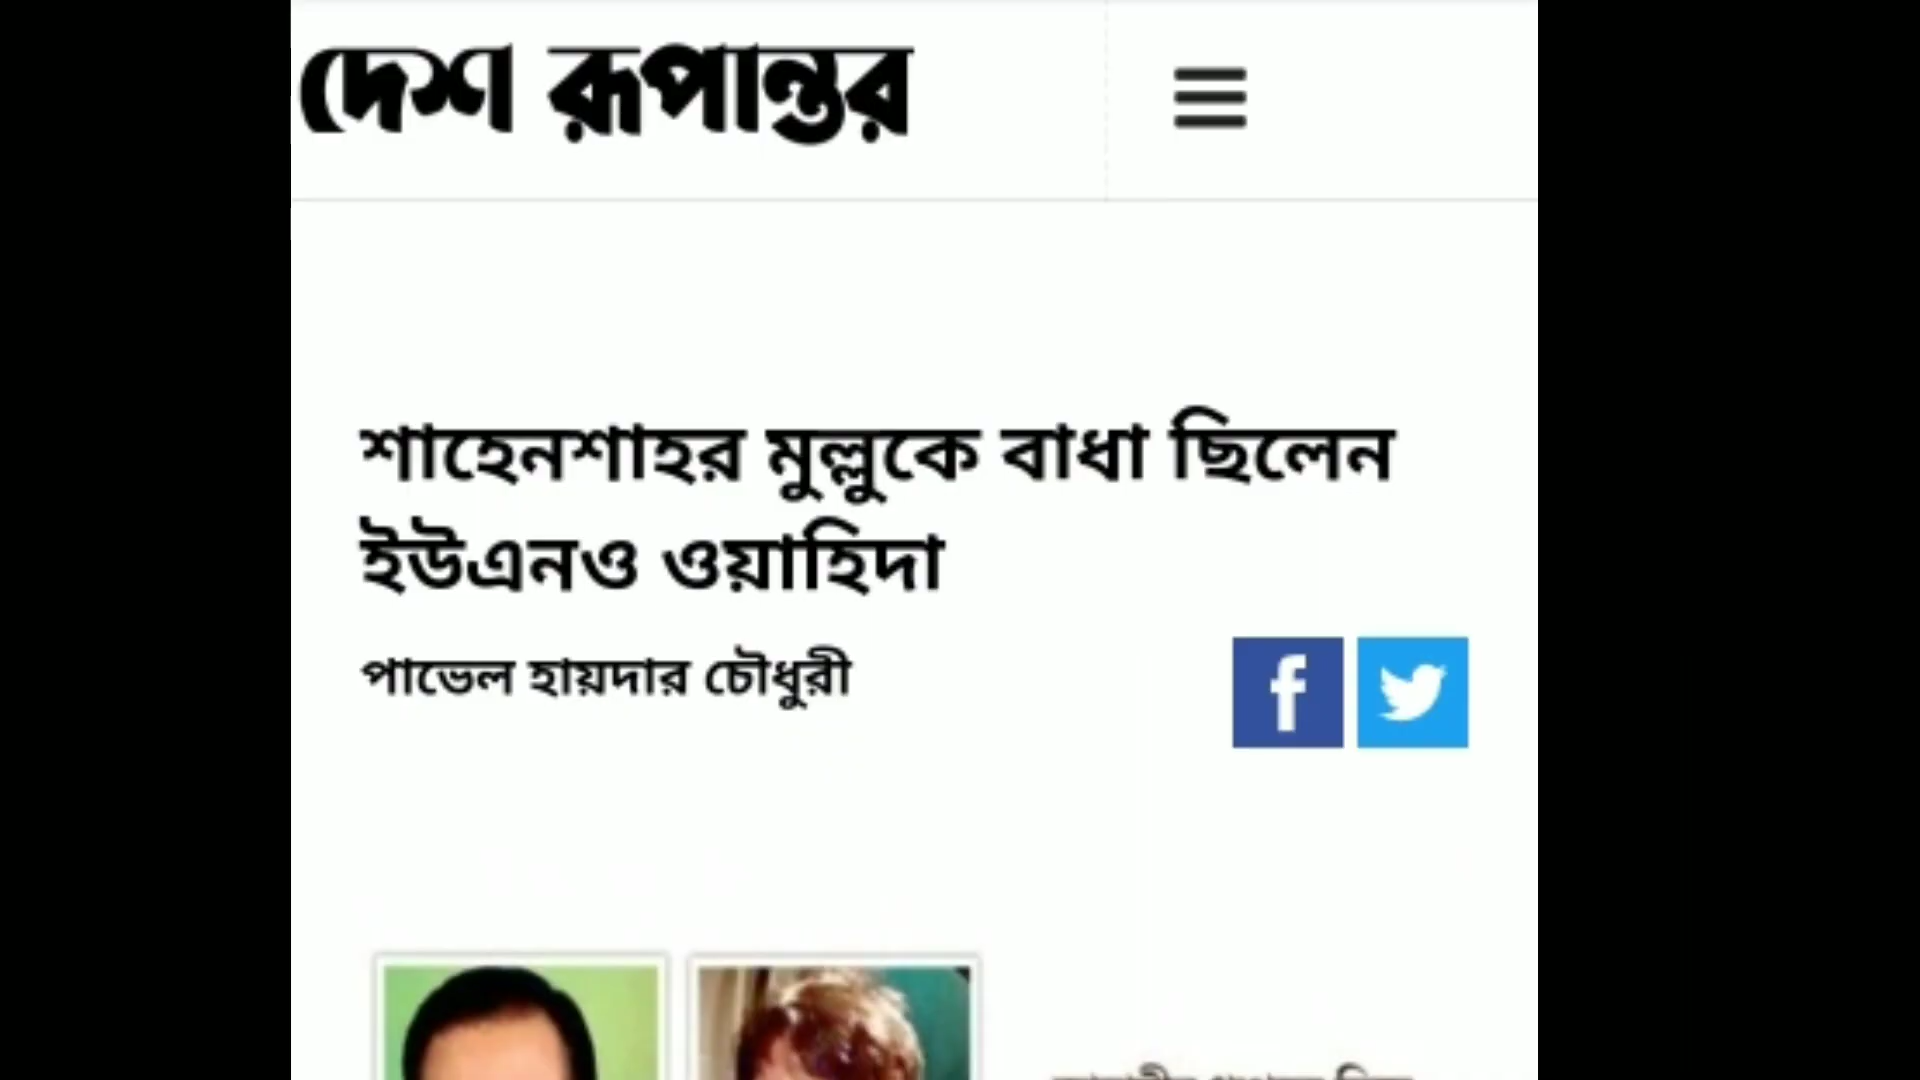 দেশ রূপান্তর
শাহেনশাহর মুল্লুকে বাধা ছিলেন
ইউএনও ওয়াহিদা
পাভেল হায়দার চৌধুরী